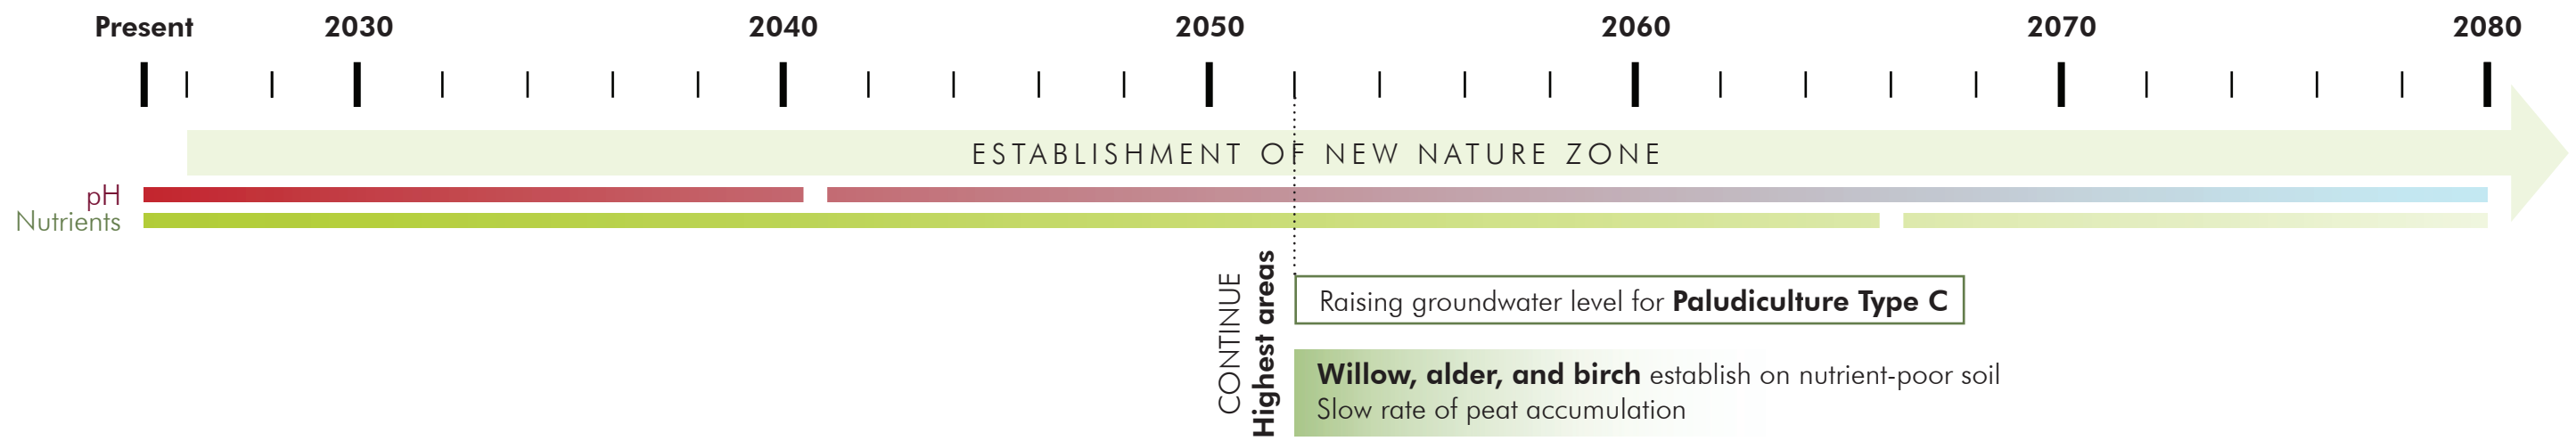 Present 2030 2040 2050 2060 2070 2080
ESTABLISHMENT OF NEW NATURE ZONE
pH
Nutrients
CONTINUE
Highest areas
Raising groundwater level for Paludiculture Type C
Willow, alder, and birch establish on nutrient-poor soil
Slow rate of peat accumulation